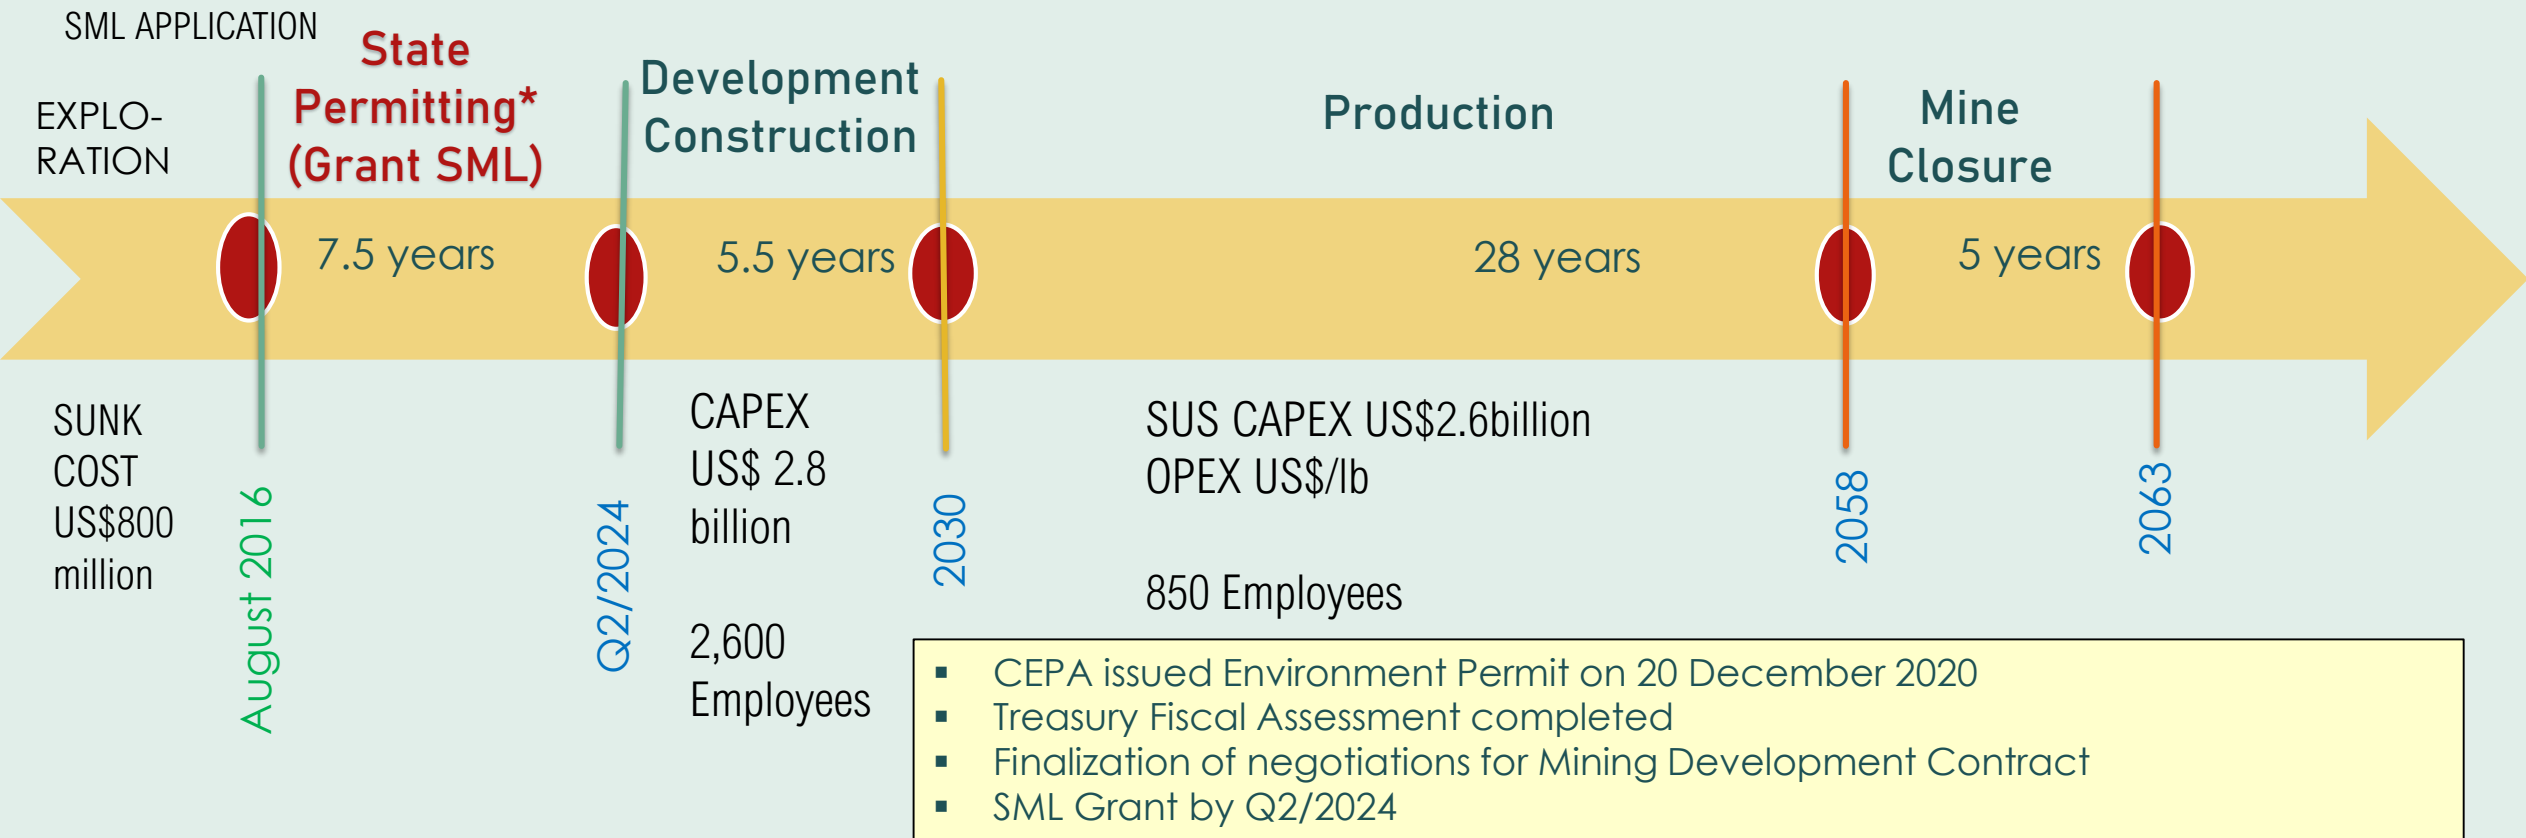 SML APPLICATION
EXPLO-
RATION
State
Permitting*
(Grant SML)
Development
Construction
Production
Mine
Closure
7.5 years
5.5 years
28 years
5 years
SUNK
COST
US$800
million
August 2016
Q2/2024
CAPEX
US$ 2.8
billion
2,600
Employees
2030
SUS CAPEX US$2.6billion
OPEX US$/lb
850 Employees
2058
2063
▪ CEPA issued Environment Permit on 20 December 2020
▪ Treasury Fiscal Assessment completed
▪ Finalization of negotiations for Mining Development Contract
▪ SML Grant by Q2/2024